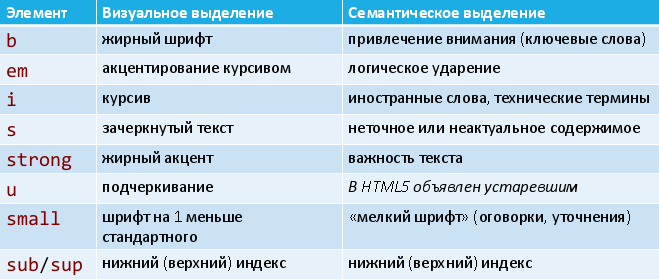 Элемент Визуальное выделение Семантическое выделение
b жирный шрифт привлечение внимания (ключевые слова)
em акцентирование курсивом логическое ударение
i курсив иностранные слова, технические термины
s зачеркнутый текст неточное или неактуальное содержимое
strong жирный акцент важность текста
u подчеркивание В HTML5 объявлен устаревшим
small шрифт на 1 меньше стандартного «мелкий шрифт» (оговорки, уточнения)
sub/sup нижний (верхний) индекс нижний (верхний) индекс